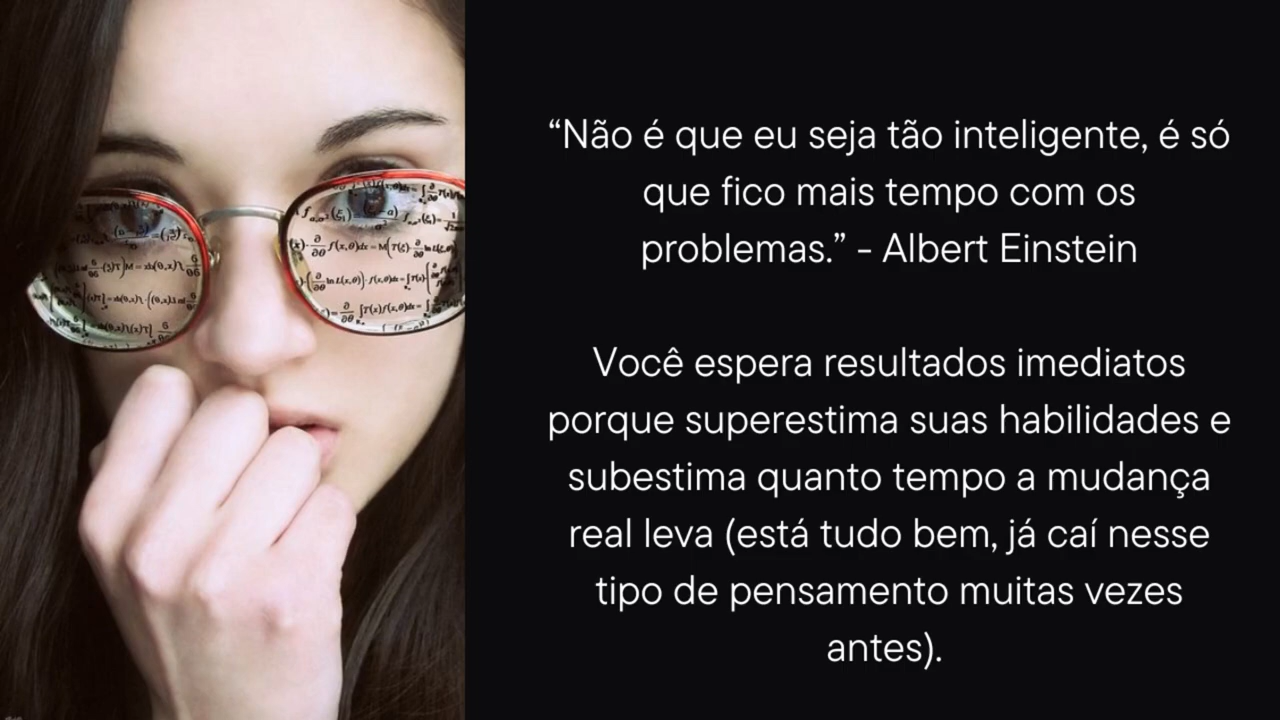 “Não é que eu seja tão inteligente, é só
que fico mais tempo com os
problemas.” - Albert Einstein
Você espera resultados imediatos
porque superestima suas habilidades e
subestima quanto tempo a mudança
real leva (está tudo bem, já caí nesse
tipo de pensamento muitas vezes
antes).